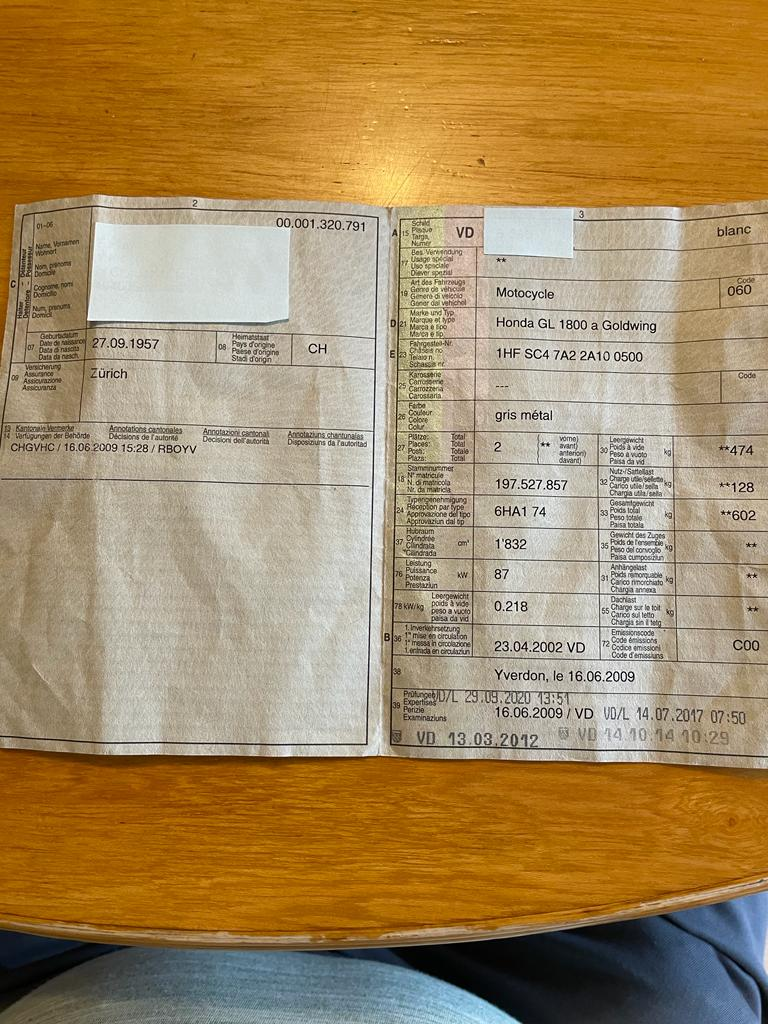 2
01-06
00.001.320.791
C
Halter Détenteur
Detentore Possessur
Name, Vornamen
Wohnort
Nom, prénoms
Domicile
Cognome, nomi
Domicilio
Num, prenums
Domicil
07
Geburtsdatum
Date de naissance
Data di nascita
Data da nasch.
27.09.1957
08
Heimatstaat
Pays d'origine
Paese d'origine
Stadi d'origin
CH
09
Versicherung
Assurance
Assicurazione
Assicuranza
Zürich
13 Kantonale Vermerke
14 Verfügungen der Behörde
Annotations cantonales
Décisions de l'autorité
Annotazioni cantonali
Decisioni dell'autorità
Annotaziuns chantunalas
Disposiziuns da l'autoritad
CHGVHC / 16.06.2009 15:28 / RBOYV
3
A 15
Schild
Plaque
Targa
Numer
VD
blanc
17
Bes. Verwendung
Usage spécial
Uso speciale
Diever spezial
**
19
Art des Fahrzeugs
Genre de véhicule
Genere di veicolo
Gener dal vehichel
Motocycle
Code
060
D 21
Marke und Typ
Marque et type
Marca e tipo
Marca e tip.
Honda GL 1800 a Goldwing
E 23
Fahrgestell-Nr.
Châssis no
Telaio n.
Schassis nr.
1HF SC4 7A2 2A10 0500
25
Karosserie
Carrosserie
Carrozzeria
Carossaria
---
Code
26
Farbe
Couleur
Colore
Colur
gris métal
27
Plätze: Total
Places: Total
Posti: Totale
Plazs: Total
2
(** vorne)
avant)
anteriori)
davant)
30
Leergewicht
Poids à vide
Peso a vuoto
Paisa da vid
kg
**474
18
Stammnummer
N° matricule
N. di matricola
Nr. da matricla
197.527.857
32
Nutz-/Sattellast
Charge utile/sellette
Carico utile/sella
Chargia utila/sella
kg
**128
24
Typengenehmigung
Réception par type
Approvazione del tipo
Approvaziun dal tip
6HA1 74
33
Gesamtgewicht
Poids total
Peso totale
Paisa totala
kg
**602
37
Hubraum
Cylindrée
Cilindrata
Cilindrada
cm³
1'832
35
Gewicht des Zuges
Poids de l'ensemble
Peso del convoglio
Paisa cumposiziun
kg
**
76
Leistung
Puissance
Potenza
Prestaziun
kW
87
31
Anhängelast
Poids remorquable
Carico rimorchiato
Chargia annexa
kg
**
78 kW/kg
Leergewicht
poids à vide
peso a vuoto
paisa da vid
0.218
55
Dachlast
Charge sur le toit
Carico sul tetto
Chargia sin il tetg
kg
**
B 36
1. Inverkehrsetzung
1re mise en circulation
1a messa in circolazione
1. entrada en circulaziun
23.04.2002 VD
72
Emissionscode
Code émissions
Codice emissioni
Code d'emissiuns
C00
38
Yverdon, le 16.06.2009
39
Prüfungen
Expertises
Perizie
Examinaziuns
VD/L 29.09.2020 13:51
16.06.2009 / VD
VD/L 14.07.2017 07:50
VD 13.03.2012
VD 14.10.14 10:29